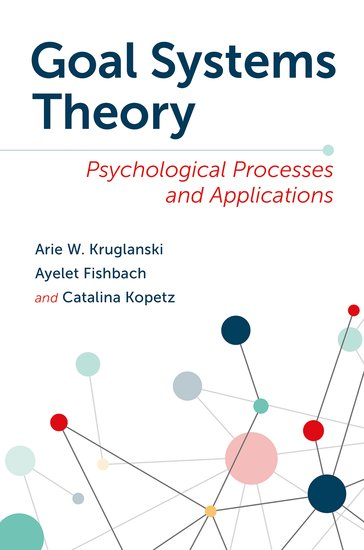 Goal Systems
Theory
Psychological Processes
and Applications
Arie W. Kruglanski
Ayelet Fishbach
and Catalina Kopetz